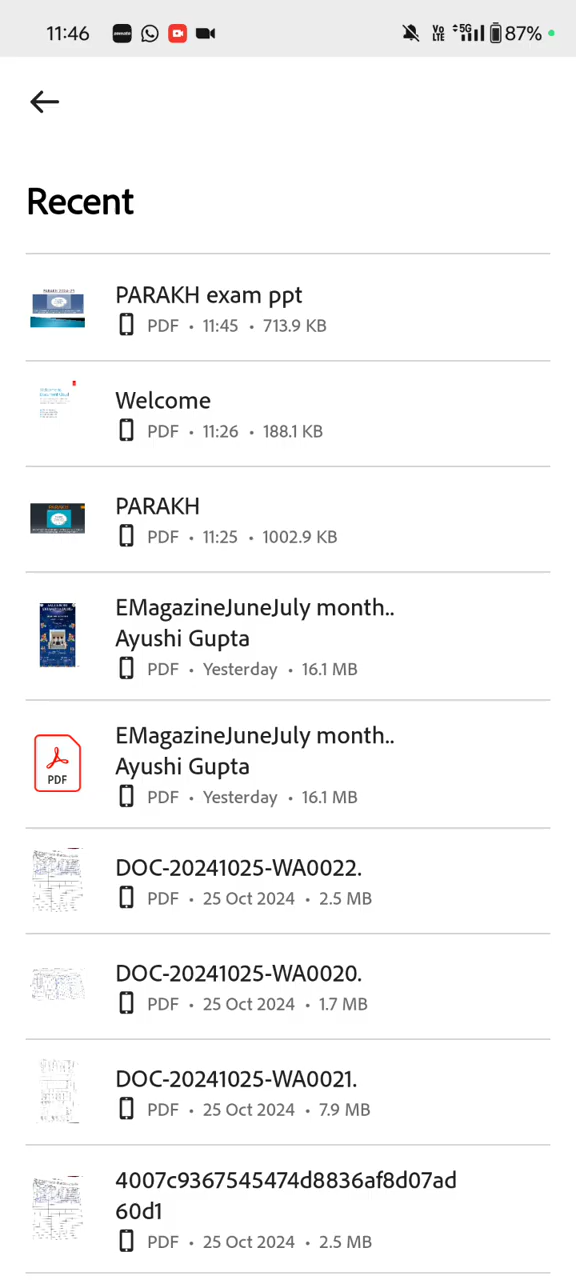 11:46
Vo LTE 5G 87%
Recent
PARAKH exam ppt
PDF • 11:45 • 713.9 KB
Welcome
PDF • 11:26 • 188.1 KB
PARAKH
PARAKH
PDF • 11:25 • 1002.9 KB
EMagazineJuneJuly month..
Ayushi Gupta
PDF • Yesterday • 16.1 MB
EMagazineJuneJuly month..
Ayushi Gupta
PDF
PDF • Yesterday • 16.1 MB
DOC-20241025-WA0022.
PDF • 25 Oct 2024 • 2.5 MB
DOC-20241025-WA0020.
PDF • 25 Oct 2024 • 1.7 MB
DOC-20241025-WA0021.
PDF • 25 Oct 2024 • 7.9 MB
4007c9367545474d8836af8d07ad
60d1
PDF • 25 Oct 2024 • 2.5 MB